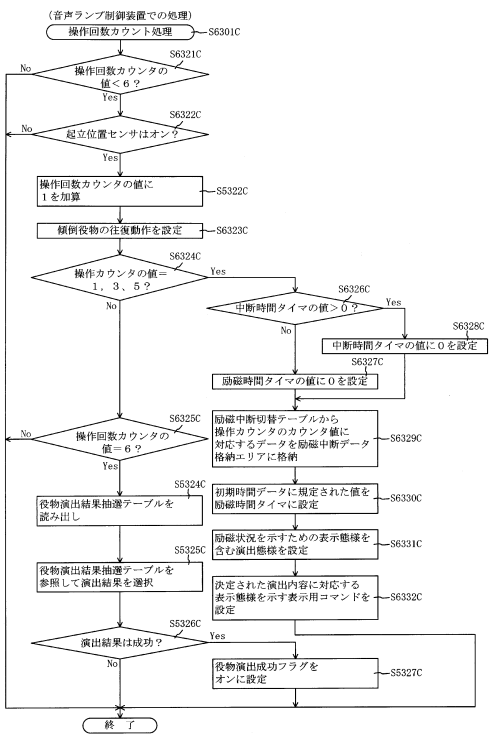 (音声ランプ制御装置での処理)
操作回数カウント処理
S6301C
S6321C
操作回数カウンタの
値<6?
No
Yes
S6322C
起立位置センサはオン?
No
Yes
操作回数カウンタの値に
1を加算
S5322C
傾倒役物の往復動作を設定
S6323C
S6324C
操作カウンタの値=
1,3、5?
Yes
No
S6326C
中断時間タイマの値>0?
Yes
No
S6328C
中断時間タイマの値に0を設定
S6327C
励磁時間タイマの値に0を設定
励磁中断切替テーブルから
操作カウンタのカウンタ値に
対応するデータを励磁中断データ
格納エリアに格納
S6329C
初期時間データに規定された値を
励磁時間タイマに設定
S6330C
励磁状況を示すための表示態様を
含む演出態様を設定
S6331C
決定された演出内容に対応する
表示態様を示す表示用コマンドを
設定
S6332C
S6325C
操作回数カウンタの
値=6?
No
Yes
S5324C
役物演出結果抽選テーブルを
読み出し
S5325C
役物演出結果抽選テーブルを
参照して演出結果を選択
S5326C
演出結果は成功?
Yes
No
役物演出成功フラグを
オンに設定
S5327C
終 了